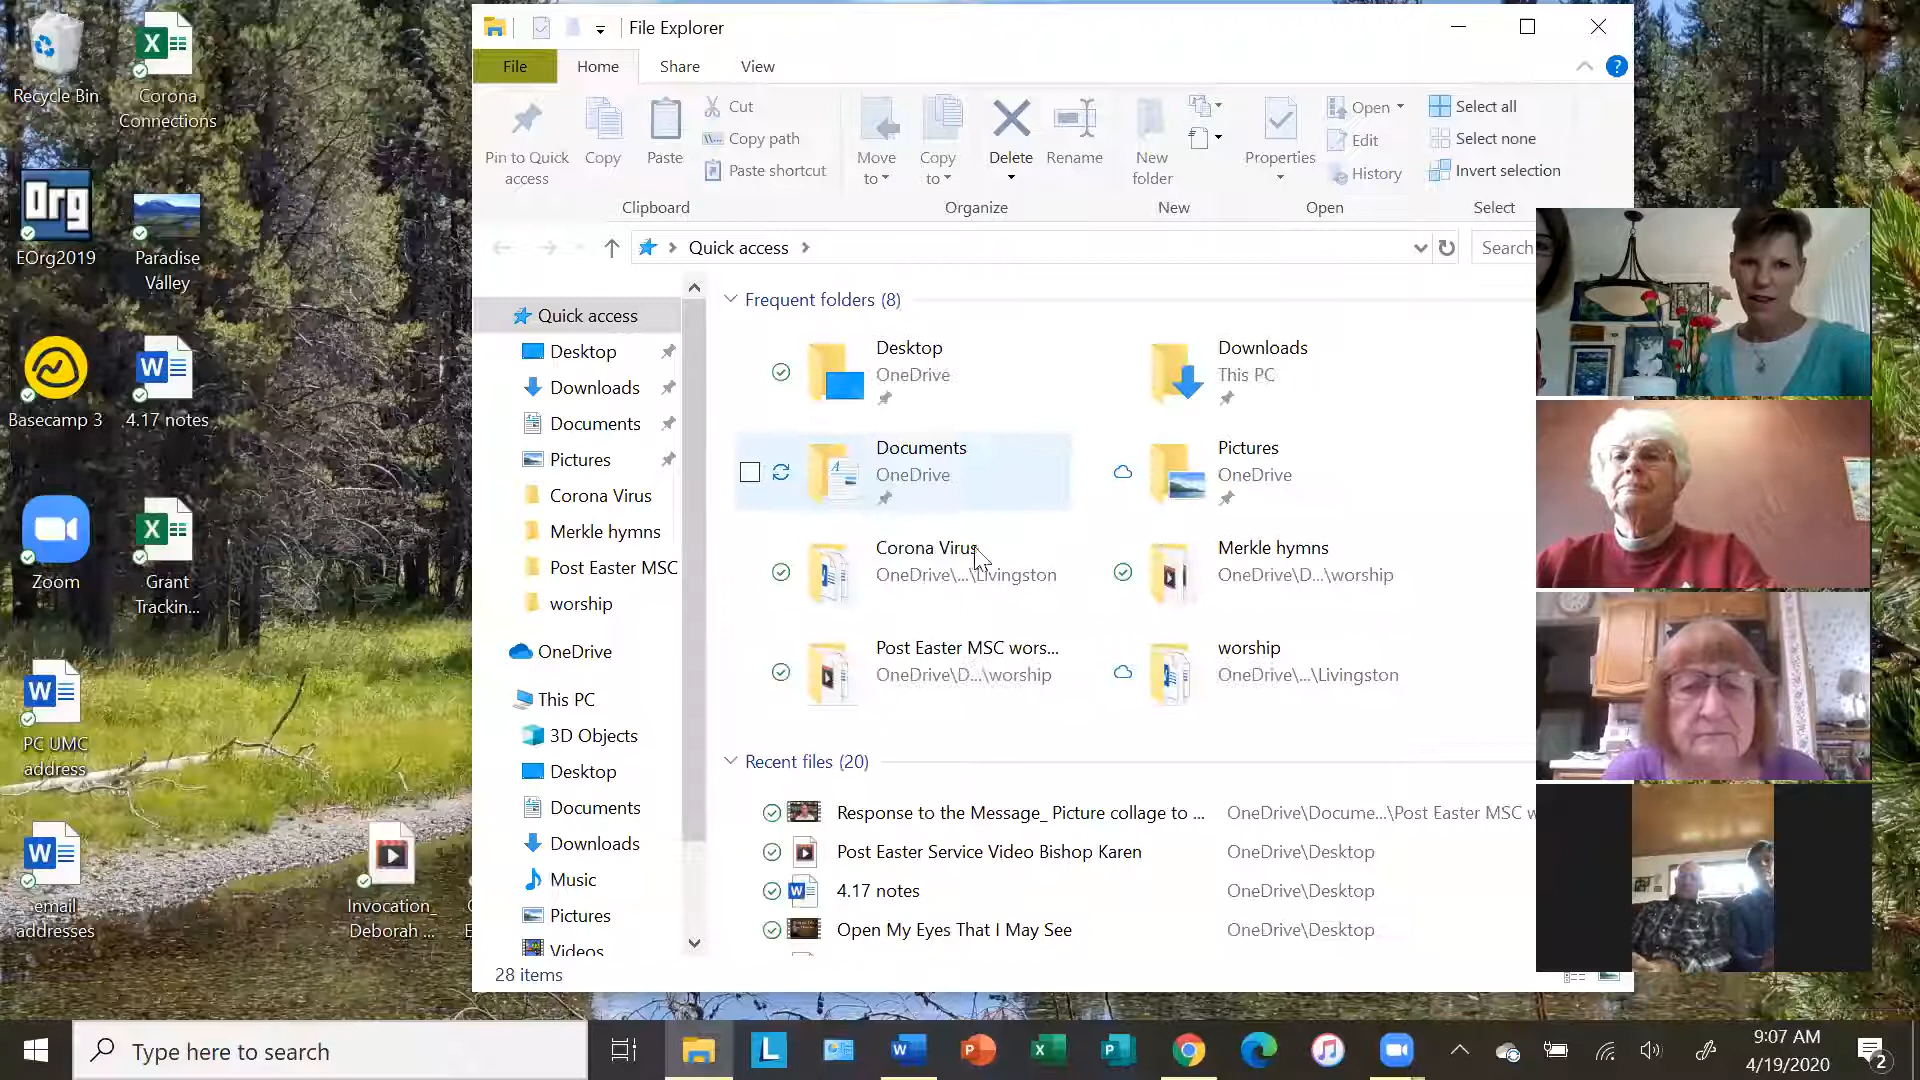 Recycle Bin
Corona
Connections
EOrg2019
Paradise
Valley
Basecamp 3
4.17 notes
Zoom
Grant
Trackin...
PC UMC
address
email
addresses
Invocation_
Deborah ...
File Explorer
File
Home
Share
View
Pin to Quick
access
Copy
Paste
Cut
Copy path
Paste shortcut
Clipboard
Move
to
Copy
to
Delete
Rename
Organize
New
folder
New
Properties
Open
Edit
History
Open
Select all
Select none
Invert selection
Select
Quick access
Search
Quick access
Desktop
Downloads
Documents
Pictures
Corona Virus
Merkle hymns
Post Easter MSC
worship
OneDrive
This PC
3D Objects
Desktop
Documents
Downloads
Music
Pictures
Videos
Frequent folders (8)
Desktop
OneDrive
Downloads
This PC
Documents
OneDrive
Pictures
OneDrive
Corona Virus
OneDrive\...\Livingston
Merkle hymns
OneDrive\D...\worship
Post Easter MSC wors...
OneDrive\D...\worship
worship
OneDrive\...\Livingston
Recent files (20)
Response to the Message_ Picture collage to ... OneDrive\Docume...\Post Easter MSC w
Post Easter Service Video Bishop Karen OneDrive\Desktop
4.17 notes OneDrive\Desktop
Open My Eyes That I May See OneDrive\Desktop
28 items
Type here to search
9:07 AM
4/19/2020
2